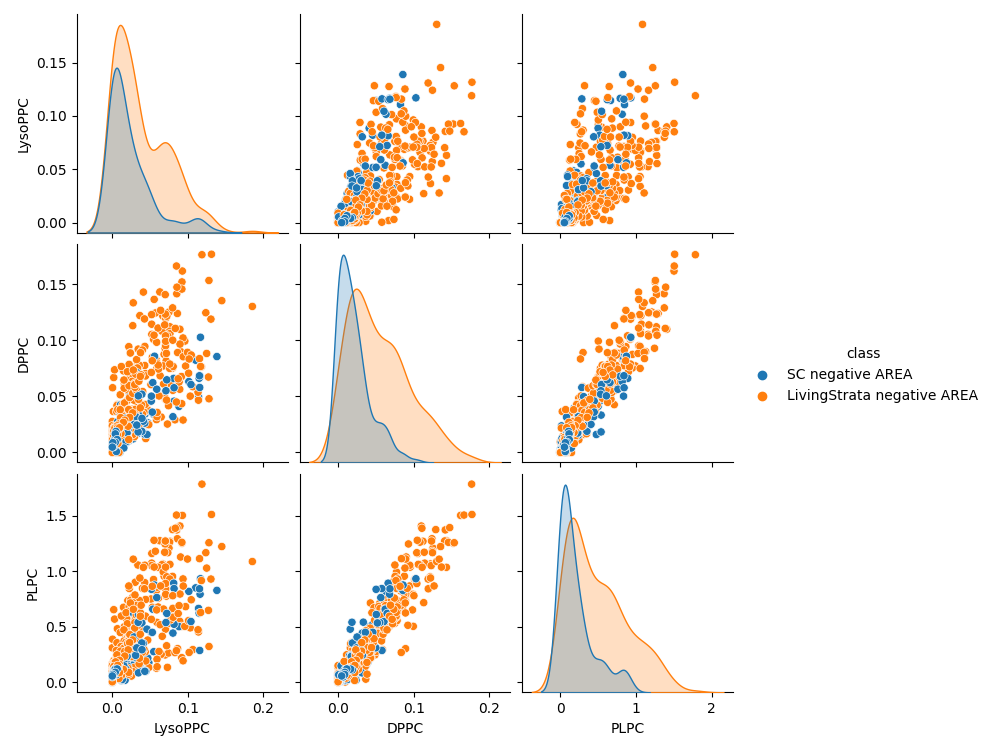 LysoPPC
0.15
0.10
0.05
0.00
DPPC
0.15
0.10
0.05
0.00
class
SC negative AREA
LivingStrata negative AREA
PLPC
1.5
1.0
0.5
0.0
0.0 0.2 0.0 0.1 0.2 0 1 2
LysoPPC DPPC PLPC